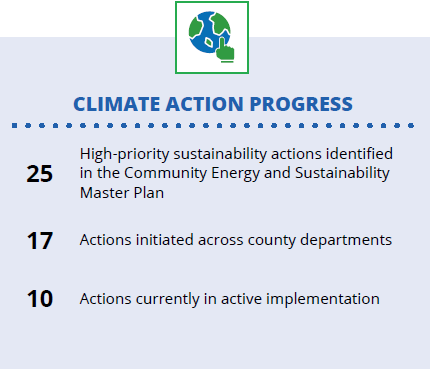 CLIMATE ACTION PROGRESS
25
High-priority sustainability actions identified
in the Community Energy and Sustainability
Master Plan
17
Actions initiated across county departments
10
Actions currently in active implementation